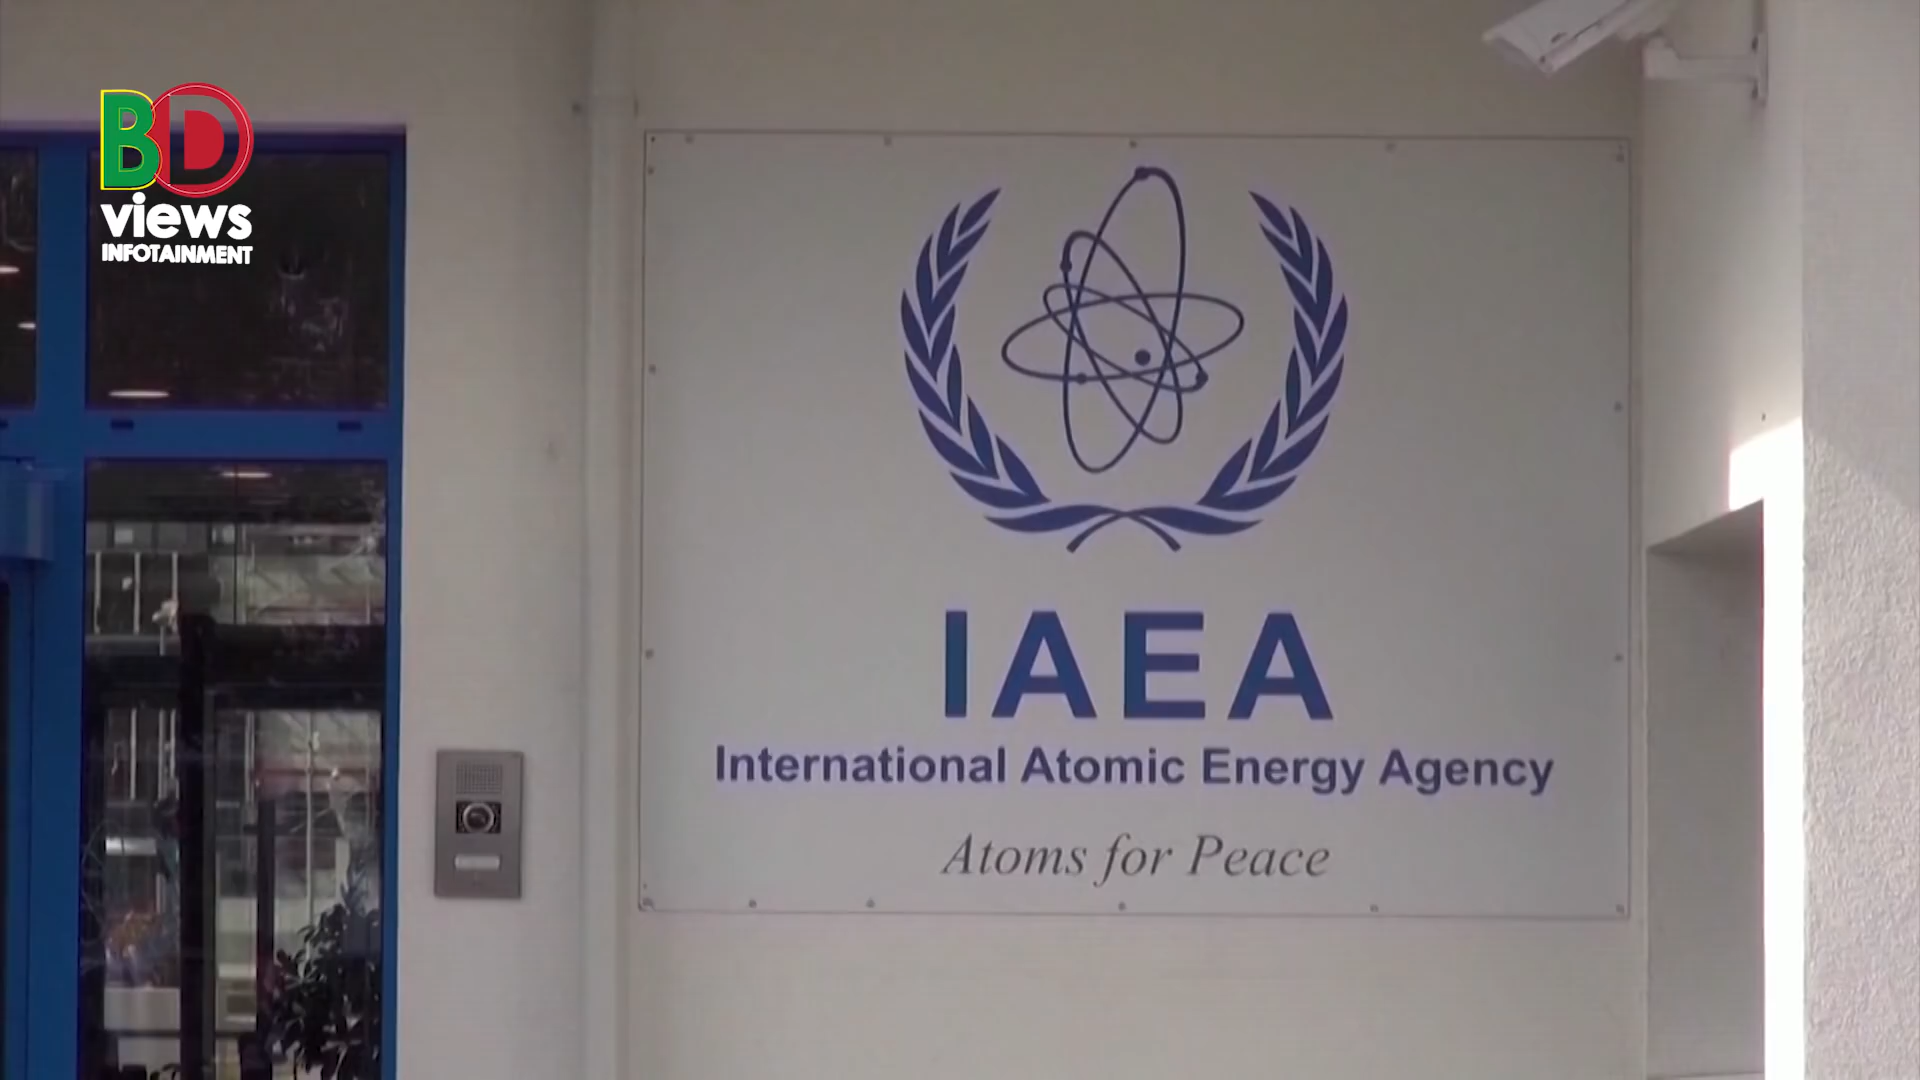 BD
views
INFOTAINMENT
IAEA
International Atomic Energy Agency
Atoms for Peace